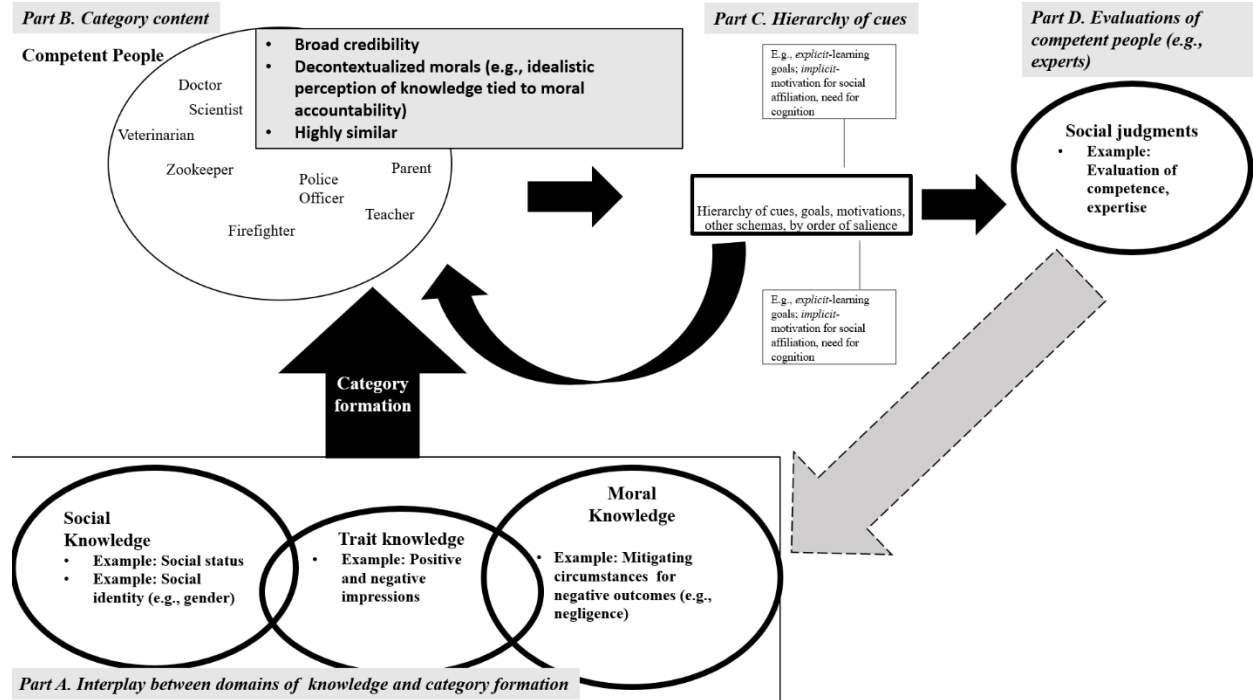 Part B. Category content
Competent People
Doctor
Scientist
Veterinarian
Zookeeper
Police
Officer
Parent
Teacher
Firefighter
• Broad credibility
• Decontextualized morals (e.g., idealistic
perception of knowledge tied to moral
accountability)
• Highly similar
Part C. Hierarchy of cues
E.g., explicit-learning
goals; implicit-
motivation for social
affiliation, need for
cognition
Hierarchy of cues, goals, motivations,
other schemas, by order of salience
E.g., explicit-learning
goals; implicit-
motivation for social
affiliation, need for
cognition
Part D. Evaluations of
competent people (e.g.,
experts)
Social judgments
• Example:
Evaluation of
competence,
expertise
Category
formation
Social
Knowledge
• Example: Social status
• Example: Social
identity (e.g., gender)
Trait knowledge
• Example: Positive
and negative
impressions
Moral
Knowledge
• Example: Mitigating
circumstances for
negative outcomes (e.g.,
negligence)
Part A. Interplay between domains of knowledge and category formation